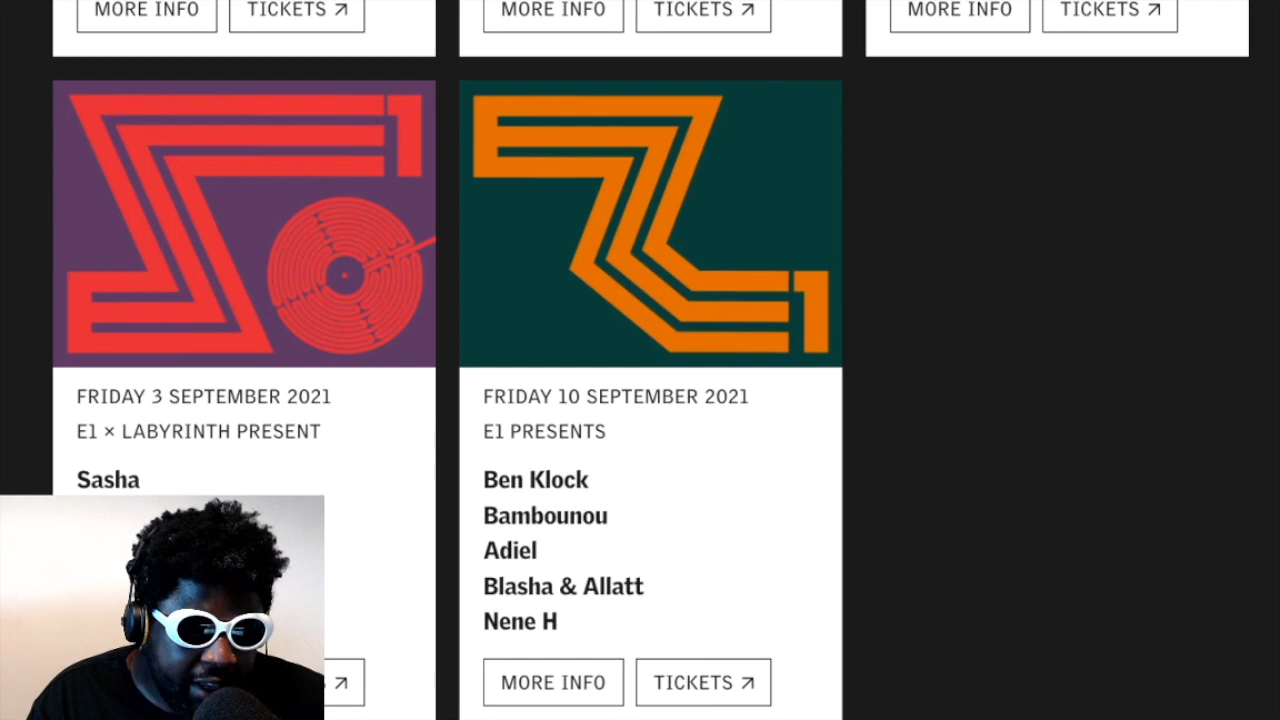 MORE INFO TICKETS ↗ MORE INFO TICKETS ↗ MORE INFO TICKETS ↗
FRIDAY 3 SEPTEMBER 2021
E1 × LABYRINTH PRESENT
Sasha
FRIDAY 10 SEPTEMBER 2021
E1 PRESENTS
Ben Klock
Bambounou
Adiel
Blasha & Allatt
Nene H
MORE INFO TICKETS ↗